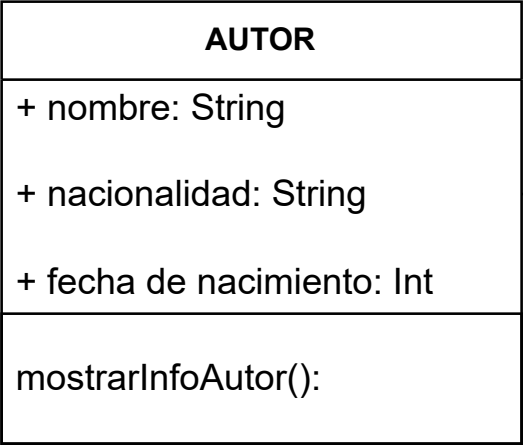 AUTOR
+ nombre: String
+ nacionalidad: String
+ fecha de nacimiento: Int
mostrarInfoAutor():